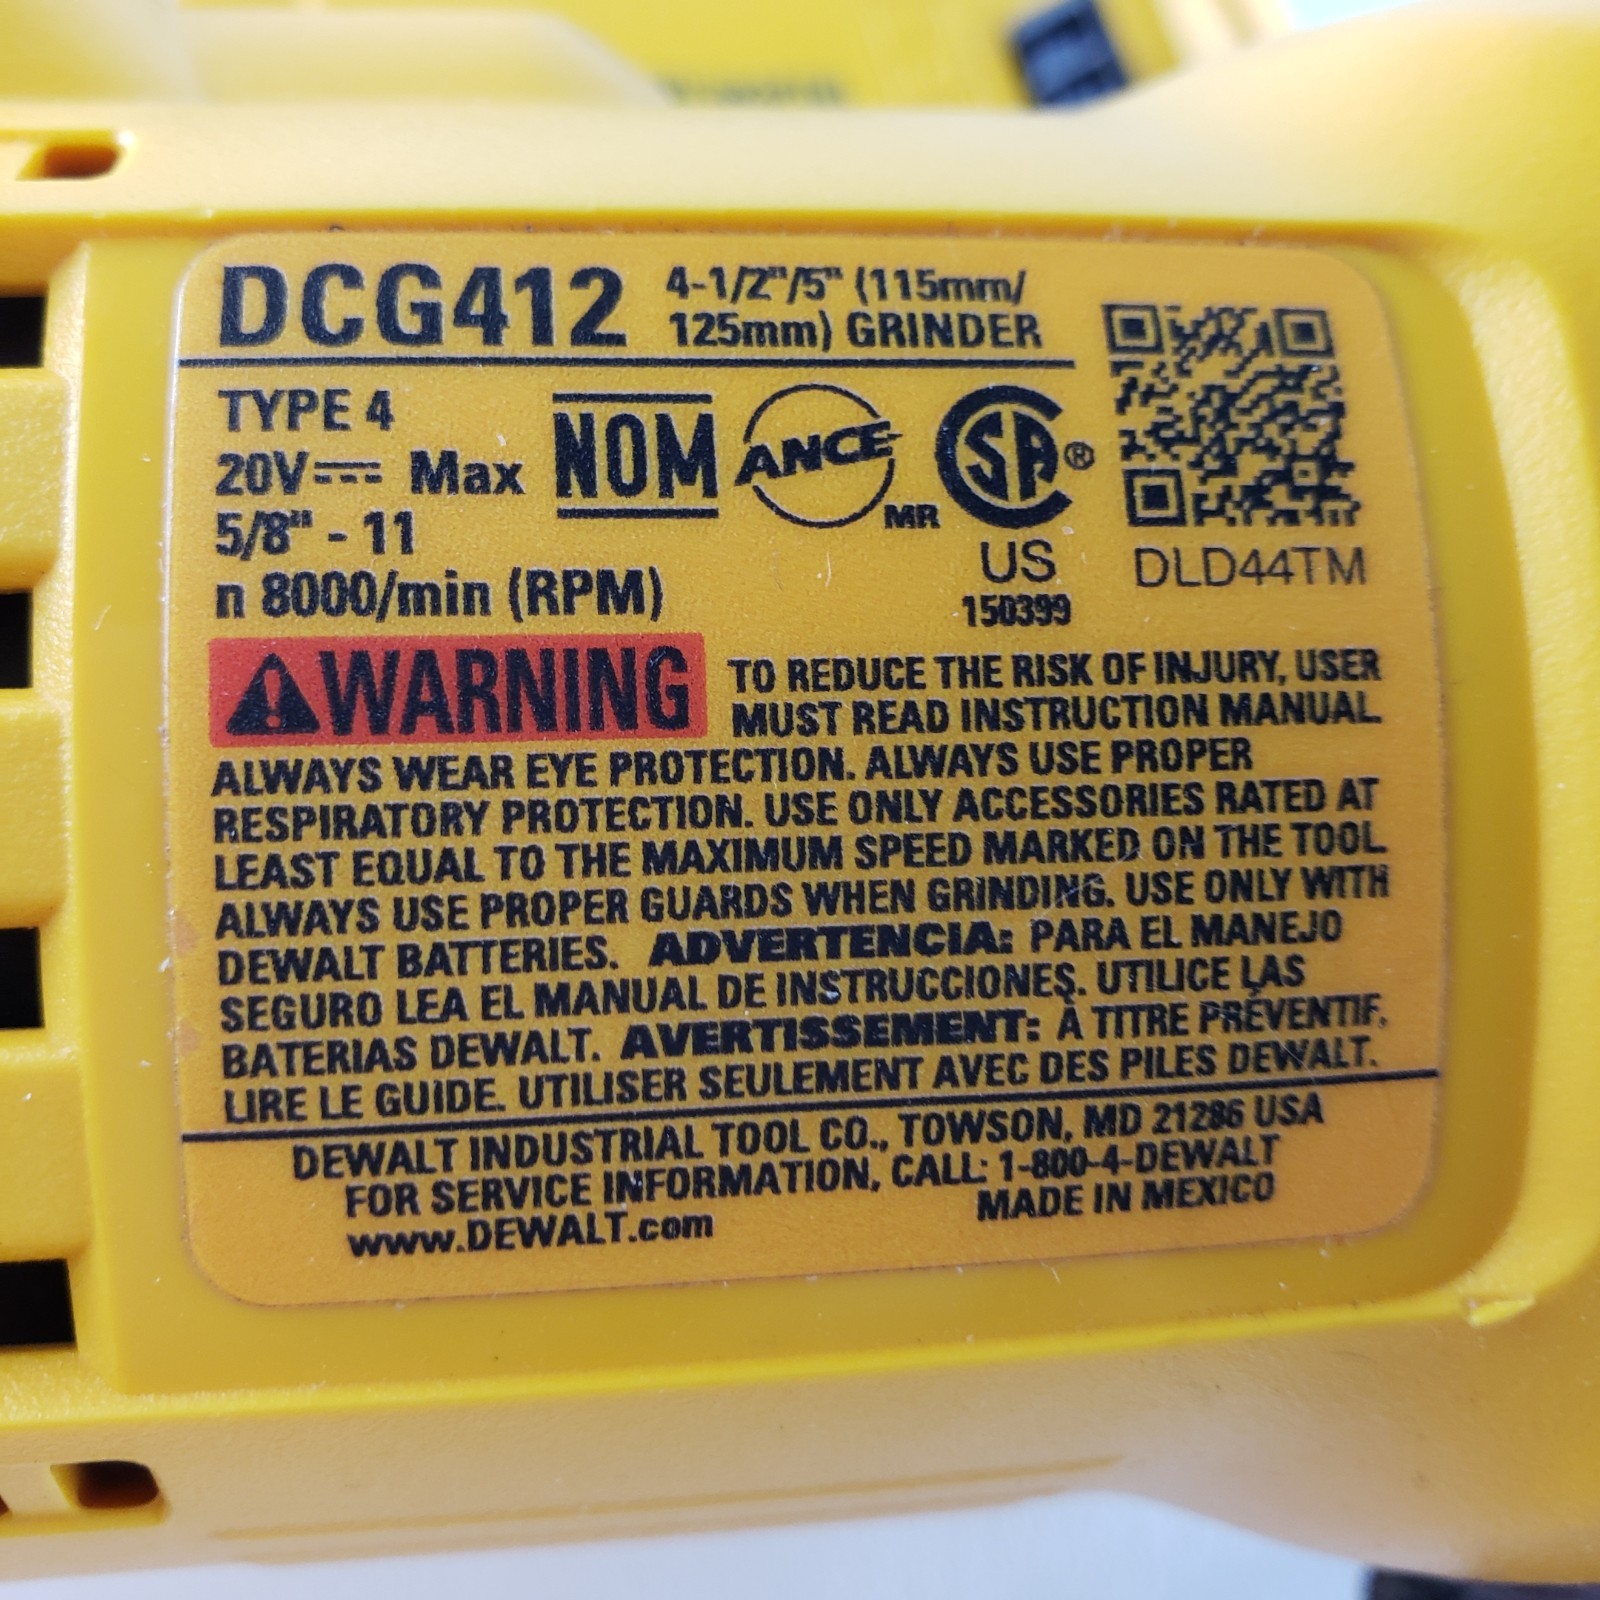 DCG412
4-1/2"/5" (115mm/
125mm) GRINDER
TYPE 4
20V⎓ Max
5/8" - 11
n 8000/min (RPM)
NOM
ANCE
MR
SA®
US
150399
DLD44TM
WARNING
TO REDUCE THE RISK OF INJURY, USER
MUST READ INSTRUCTION MANUAL.
ALWAYS WEAR EYE PROTECTION. ALWAYS USE PROPER
RESPIRATORY PROTECTION. USE ONLY ACCESSORIES RATED AT
LEAST EQUAL TO THE MAXIMUM SPEED MARKED ON THE TOOL.
ALWAYS USE PROPER GUARDS WHEN GRINDING. USE ONLY WITH
DEWALT BATTERIES. ADVERTENCIA: PARA EL MANEJO
SEGURO LEA EL MANUAL DE INSTRUCCIONES. UTILICE LAS
BATERIAS DEWALT. AVERTISSEMENT: À TITRE PRÉVENTIF,
LIRE LE GUIDE. UTILISER SEULEMENT AVEC DES PILES DEWALT.
DEWALT INDUSTRIAL TOOL CO., TOWSON, MD 21286 USA
FOR SERVICE INFORMATION, CALL: 1-800-4-DEWALT
www.DEWALT.com
MADE IN MEXICO